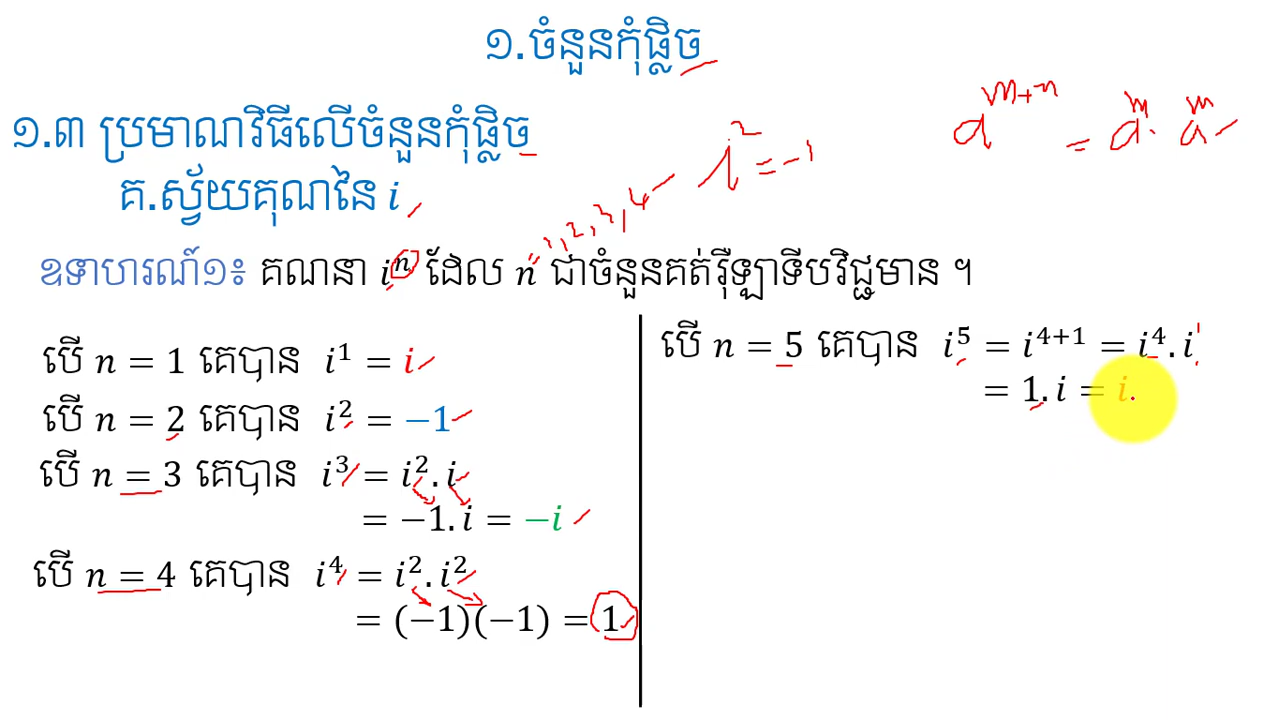 ១.ចំនួនកុំផ្លិច
១.៣ ប្រមាណវិធីលើចំនួនកុំផ្លិច
គ.ស្វ័យគុណនៃ i
i² = -1
a^{m+n} = a^m . a^m
= 1, 2, 3, 4
ឧទាហរណ៍១៖ គណនា iⁿ ដែល n ជាចំនួនគត់រ៉ឺឡាទីបវិជ្ជមាន ។
បើ n = 1 គេបាន i¹ = i
បើ n = 2 គេបាន i² = −1
បើ n = 3 គេបាន i³ = i².i
= −1.i = −i
បើ n = 4 គេបាន i⁴ = i².i²
= (−1)(−1) = 1
បើ n = 5 គេបាន i⁵ = i⁴⁺¹ = i⁴.i
= 1.i = i